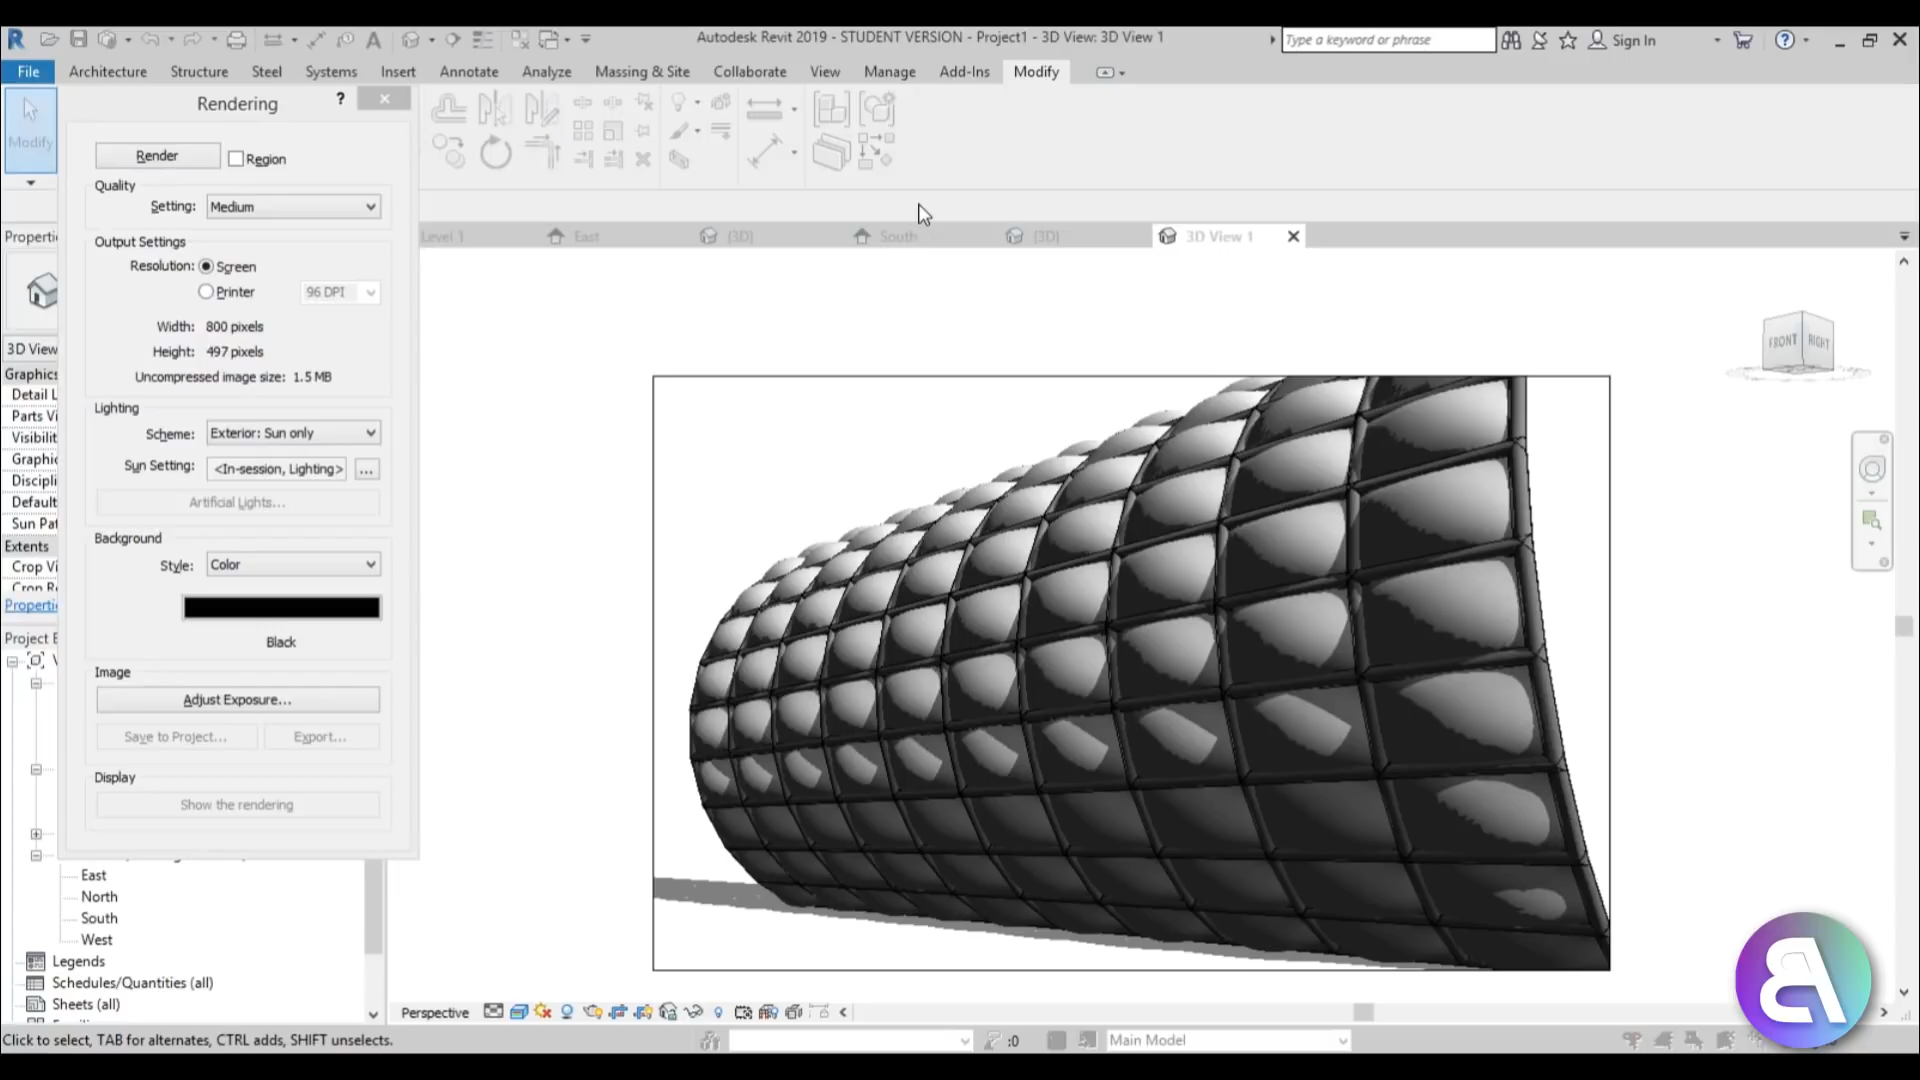 Autodesk Revit 2019 - STUDENT VERSION - Project1 - 3D View: 3D View 1
Type a keyword or phrase
Sign In
File
Architecture
Structure
Steel
Systems
Insert
Annotate
Analyze
Massing & Site
Collaborate
View
Manage
Add-Ins
Modify
Modify
Rendering
?
Render
Region
Quality
Setting: Medium
Output Settings
Resolution: Screen
Printer 96 DPI
Width: 800 pixels
Height: 497 pixels
Uncompressed image size: 1.5 MB
Lighting
Scheme: Exterior: Sun only
Sun Setting: <In-session, Lighting> ...
Artificial Lights...
Background
Style: Color
Black
Image
Adjust Exposure...
Save to Project... Export...
Display
Show the rendering
Level 1
East
{3D}
South
{3D}
3D View 1
FRONT RIGHT
Properti
3D View
Graphics
Detail L
Parts Vi
Visibilit
Graphic
Discipli
Default
Sun Pat
Extents
Crop Vi
Crop Re
Properti
Project B
East
North
South
West
Legends
Schedules/Quantities (all)
Sheets (all)
Perspective
Click to select, TAB for alternates, CTRL adds, SHIFT unselects.
:0
Main Model